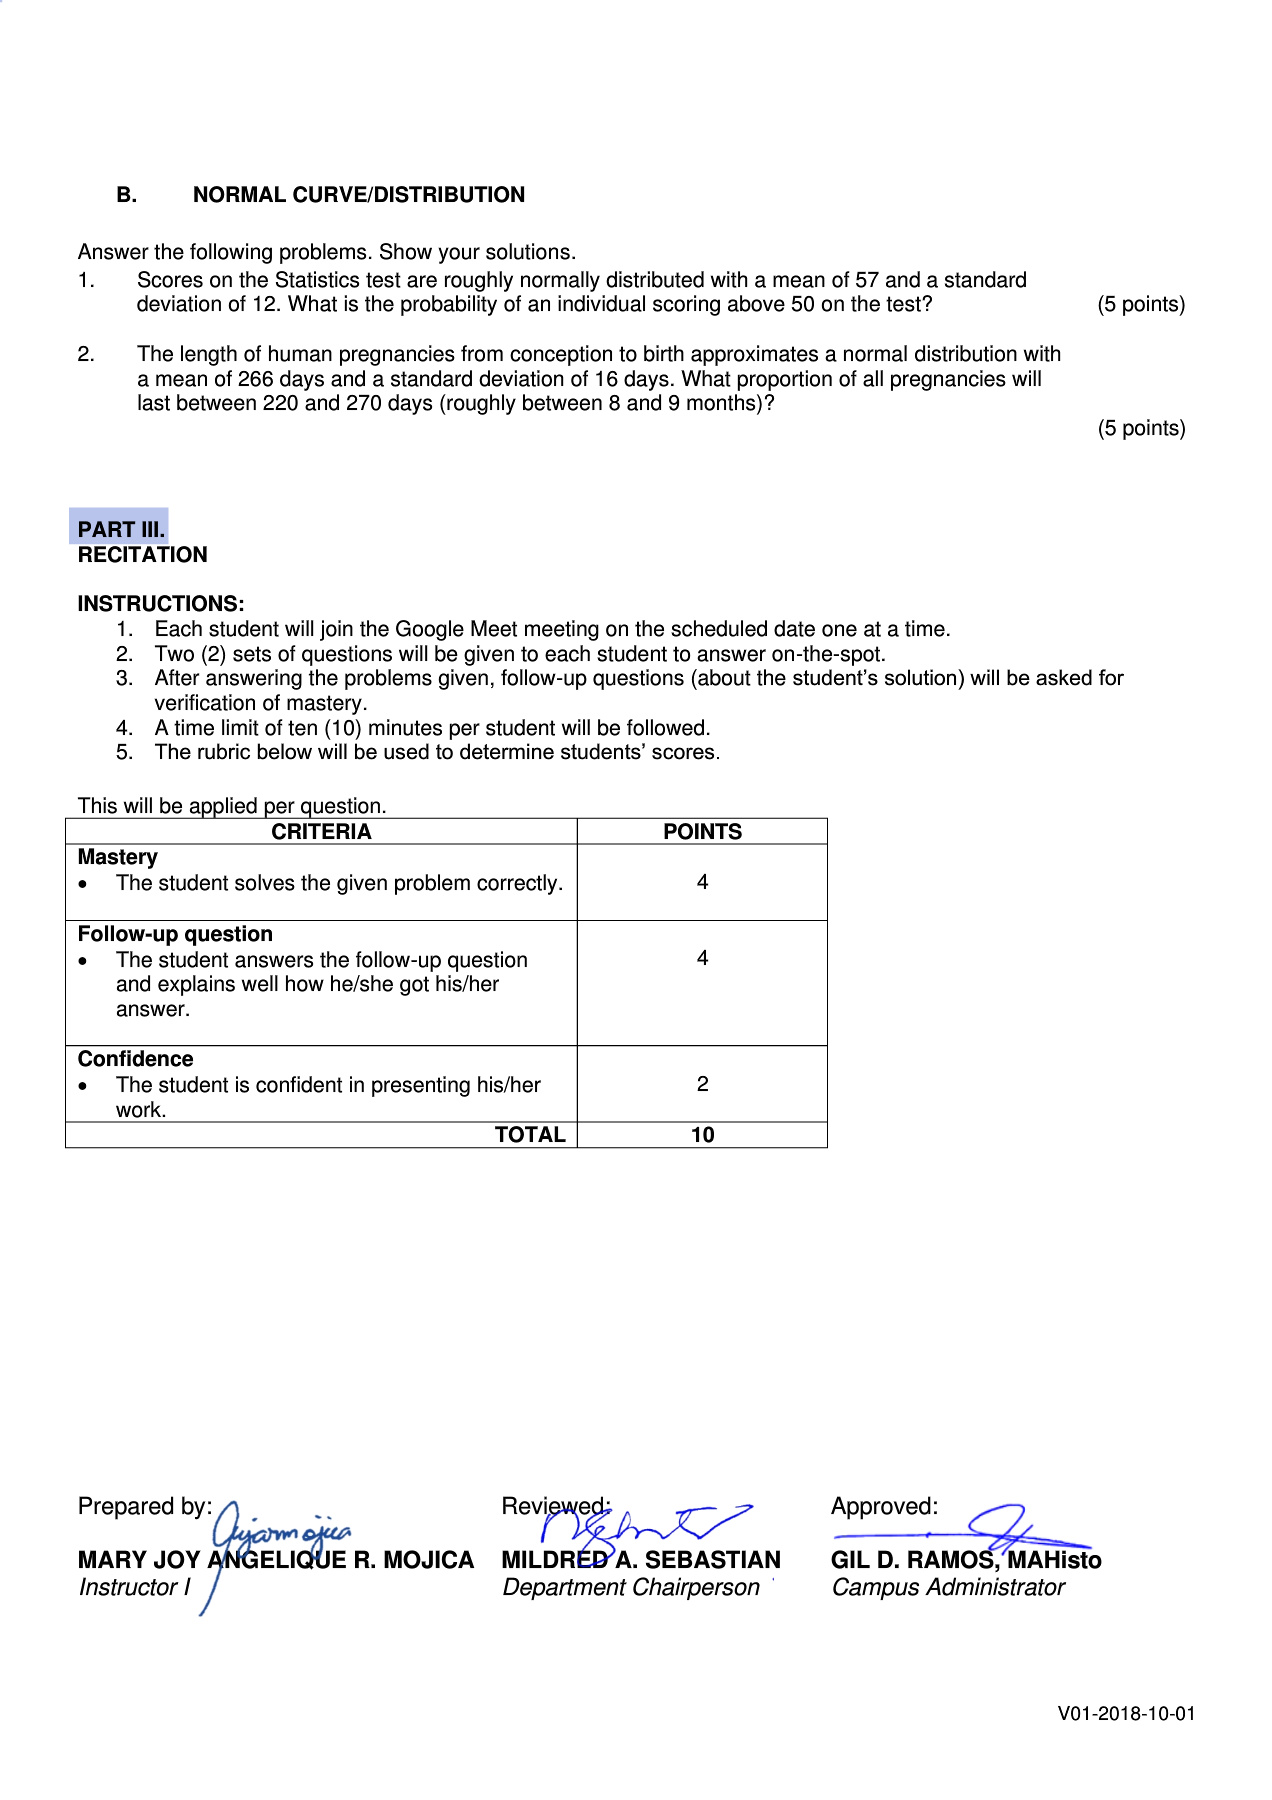 B. NORMAL CURVE/DISTRIBUTION
Answer the following problems. Show your solutions.
1. Scores on the Statistics test are roughly normally distributed with a mean of 57 and a standard
deviation of 12. What is the probability of an individual scoring above 50 on the test? (5 points)
2. The length of human pregnancies from conception to birth approximates a normal distribution with
a mean of 266 days and a standard deviation of 16 days. What proportion of all pregnancies will
last between 220 and 270 days (roughly between 8 and 9 months)?
(5 points)
PART III.
RECITATION
INSTRUCTIONS:
1. Each student will join the Google Meet meeting on the scheduled date one at a time.
2. Two (2) sets of questions will be given to each student to answer on-the-spot.
3. After answering the problems given, follow-up questions (about the student’s solution) will be asked for
verification of mastery.
4. A time limit of ten (10) minutes per student will be followed.
5. The rubric below will be used to determine students’ scores.
This will be applied per question.
CRITERIA POINTS
Mastery
• The student solves the given problem correctly. 4
Follow-up question
• The student answers the follow-up question 4
and explains well how he/she got his/her
answer.
Confidence
• The student is confident in presenting his/her 2
work.
TOTAL 10
Prepared by: Reviewed: Approved:
MARY JOY ANGELIQUE R. MOJICA MILDRED A. SEBASTIAN GIL D. RAMOS, MAHisto
Instructor I Department Chairperson Campus Administrator
V01-2018-10-01